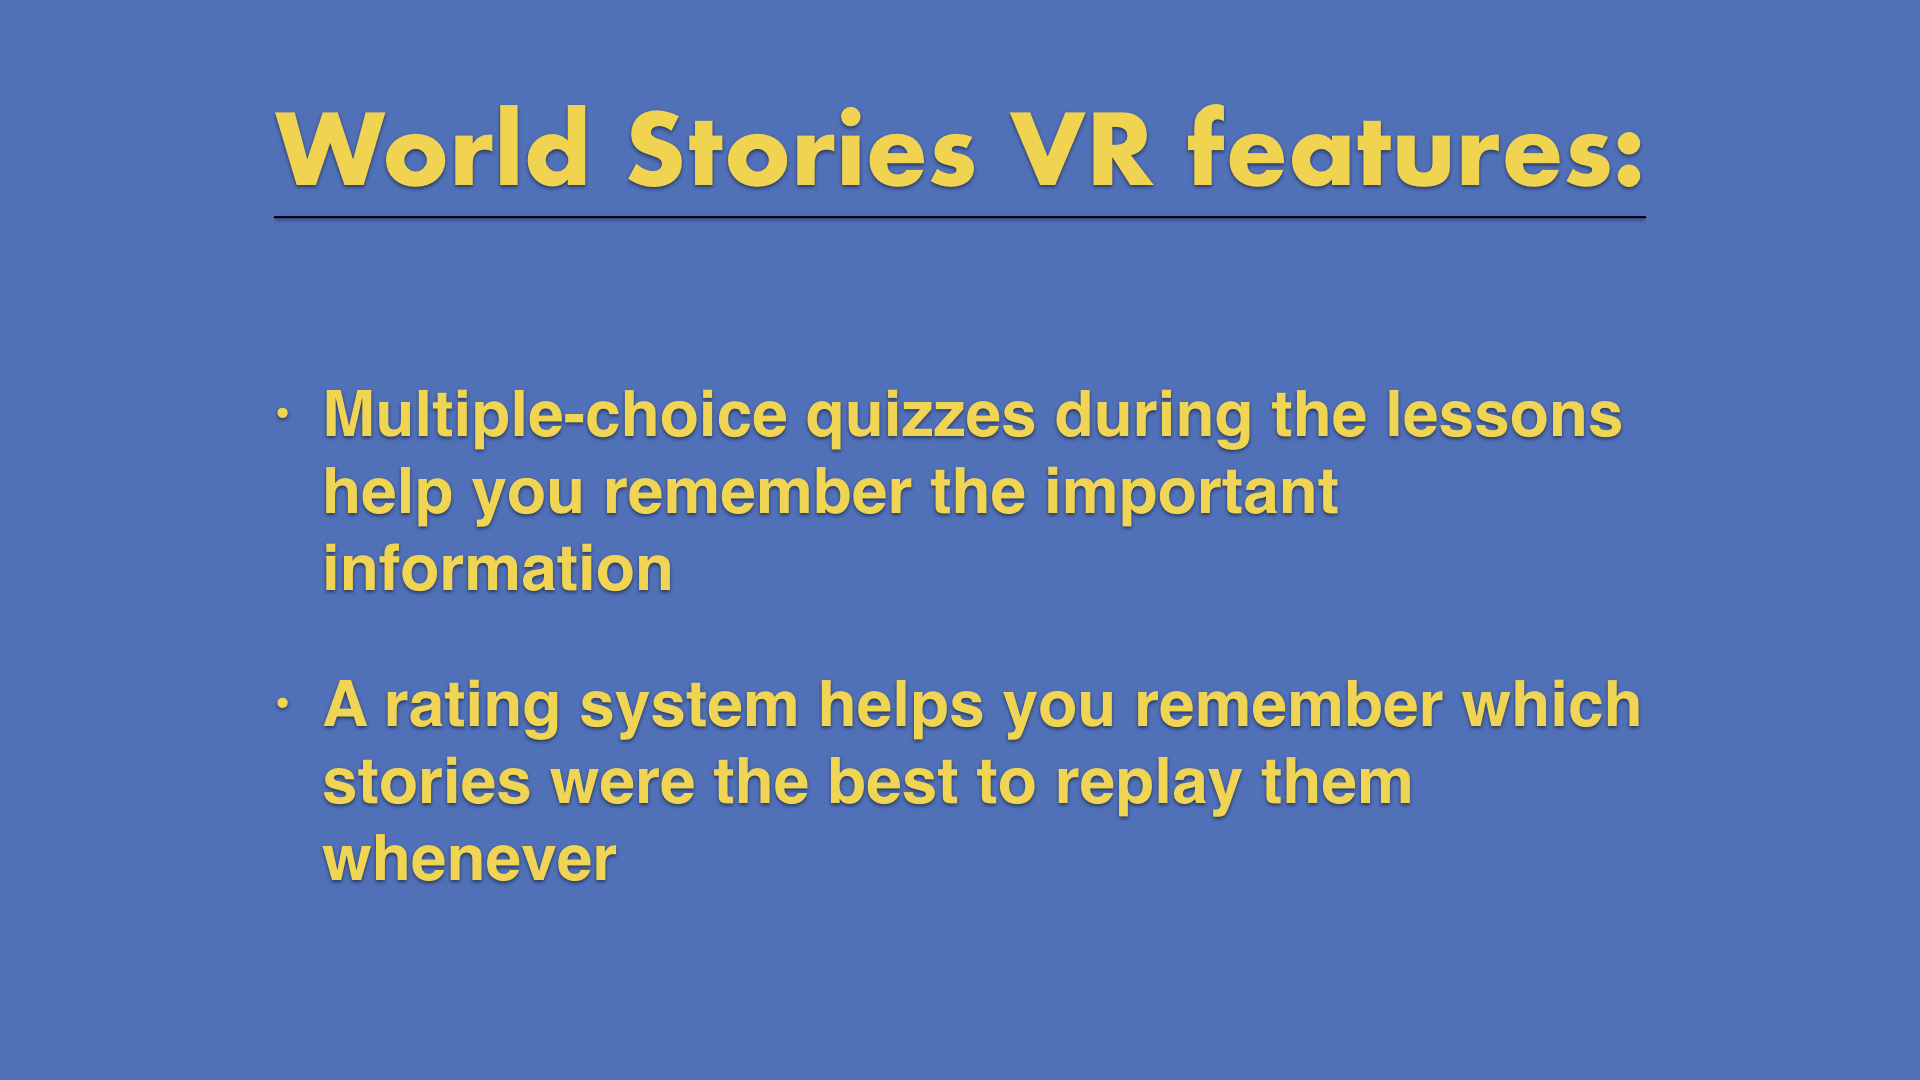 World Stories VR features:
• Multiple-choice quizzes during the lessons
help you remember the important
information
• A rating system helps you remember which
stories were the best to replay them
whenever